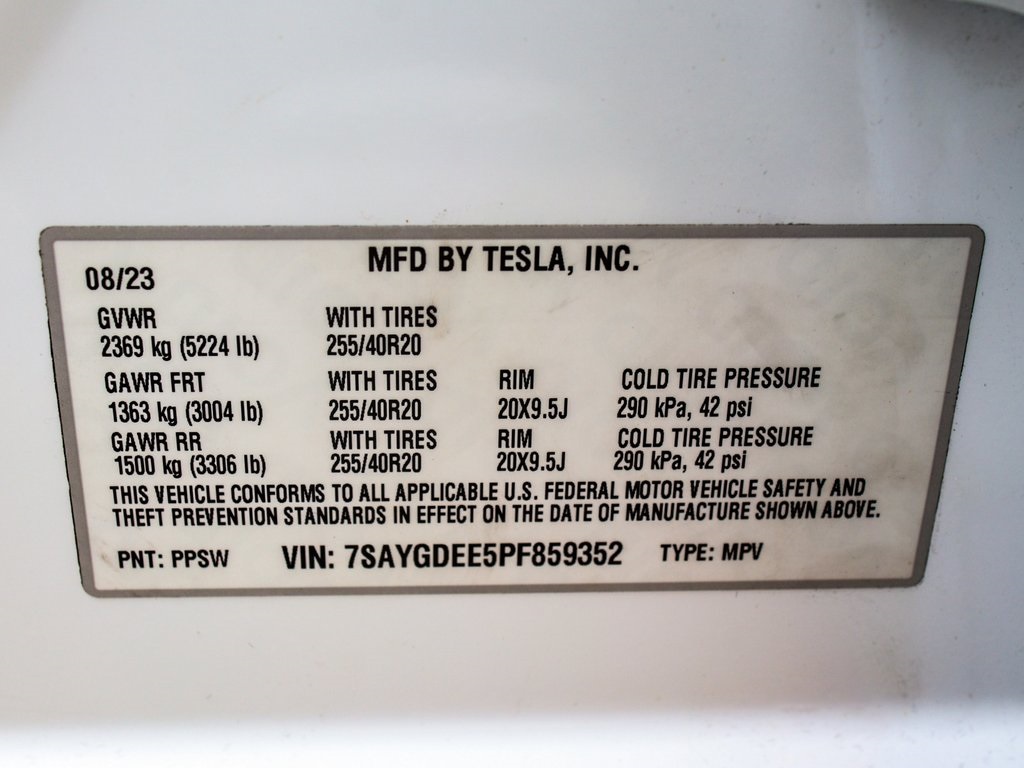 MFD BY TESLA, INC.
08/23
GVWR WITH TIRES
2369 kg (5224 lb) 255/40R20
GAWR FRT WITH TIRES RIM COLD TIRE PRESSURE
1363 kg (3004 lb) 255/40R20 20X9.5J 290 kPa, 42 psi
GAWR RR WITH TIRES RIM COLD TIRE PRESSURE
1500 kg (3306 lb) 255/40R20 20X9.5J 290 kPa, 42 psi
THIS VEHICLE CONFORMS TO ALL APPLICABLE U.S. FEDERAL MOTOR VEHICLE SAFETY AND
THEFT PREVENTION STANDARDS IN EFFECT ON THE DATE OF MANUFACTURE SHOWN ABOVE.
PNT: PPSW VIN: 7SAYGDEE5PF859352 TYPE: MPV